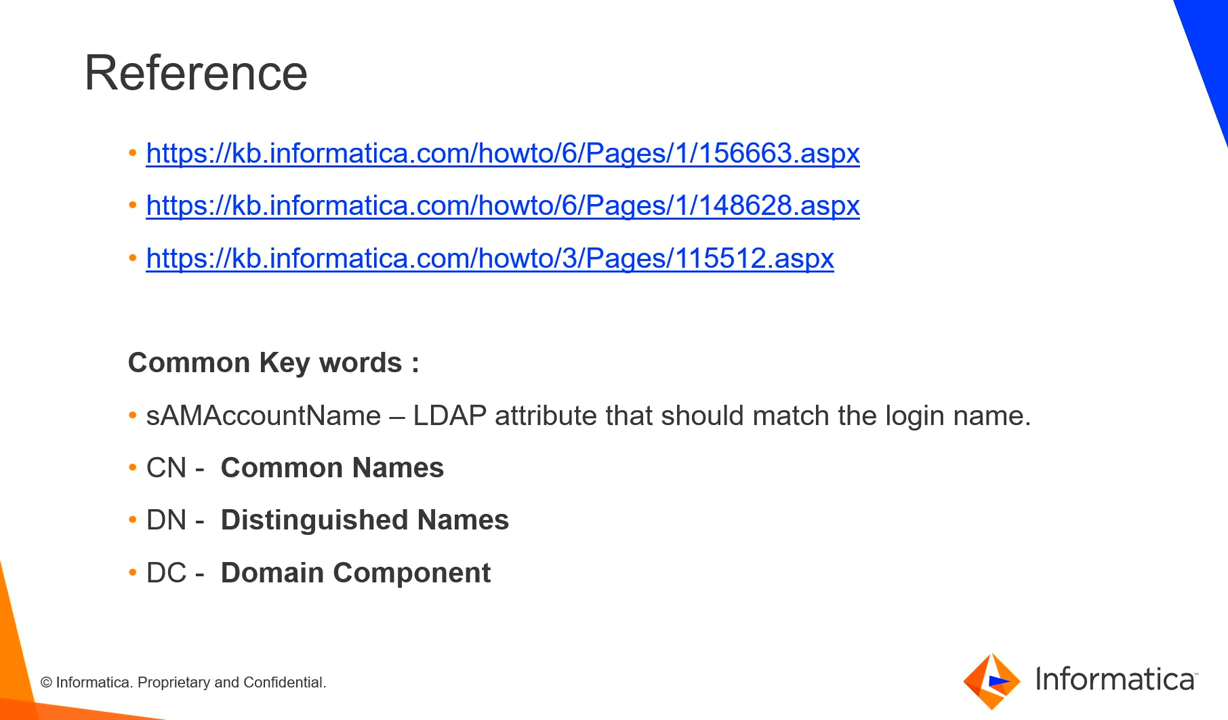 Reference
• https://kb.informatica.com/howto/6/Pages/1/156663.aspx
• https://kb.informatica.com/howto/6/Pages/1/148628.aspx
• https://kb.informatica.com/howto/3/Pages/115512.aspx
Common Key words :
• sAMAccountName – LDAP attribute that should match the login name.
• CN - Common Names
• DN - Distinguished Names
• DC - Domain Component
© Informatica. Proprietary and Confidential.
Informatica